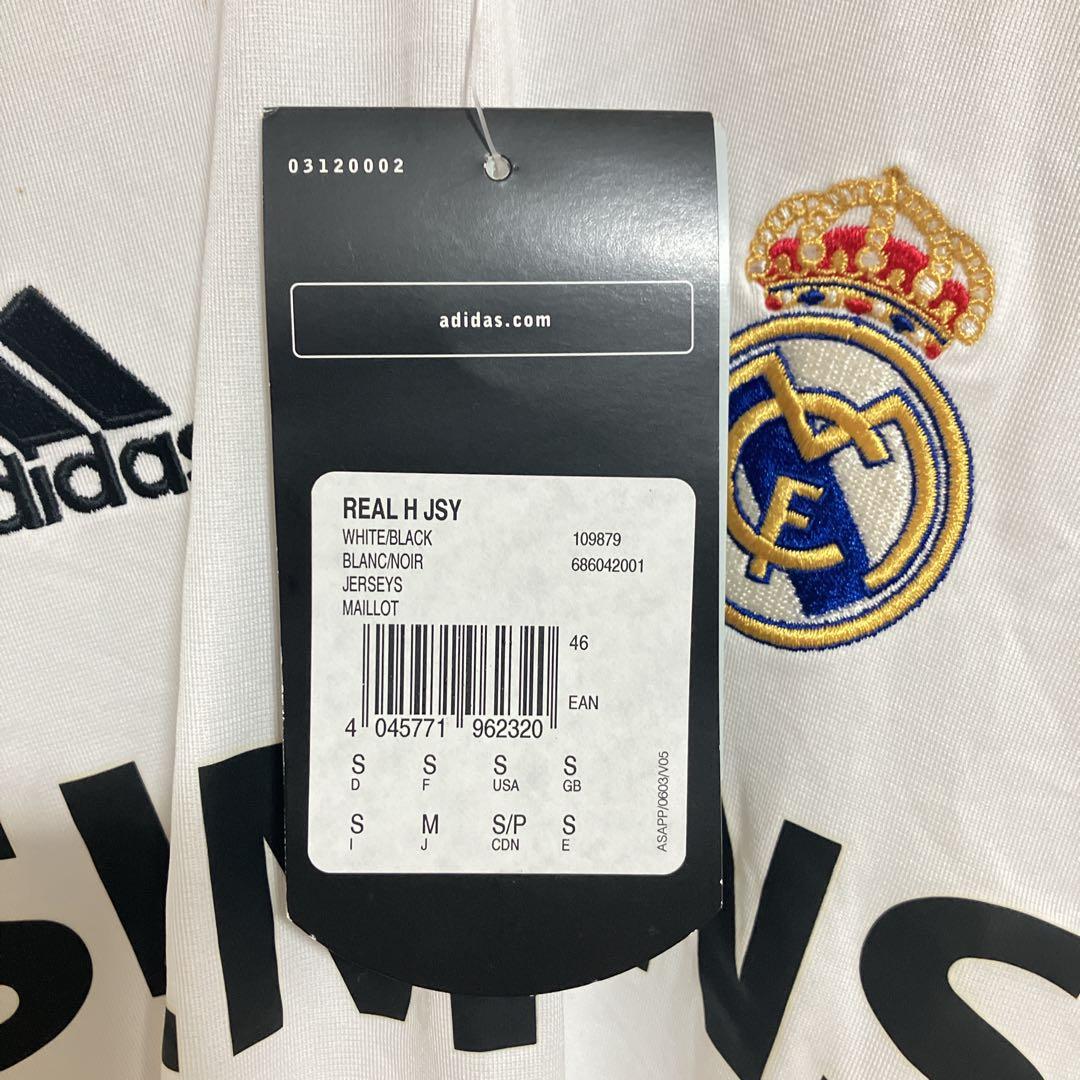 03120002
adidas.com
adidas
REAL H JSY
WHITE/BLACK 109879
BLANC/NOIR 686042001
JERSEYS
MAILLOT
46
EAN
4 045771 962320
S S S S
D F USA GB
S M S/P S
I J CDN E
ASAPP/0603/V05